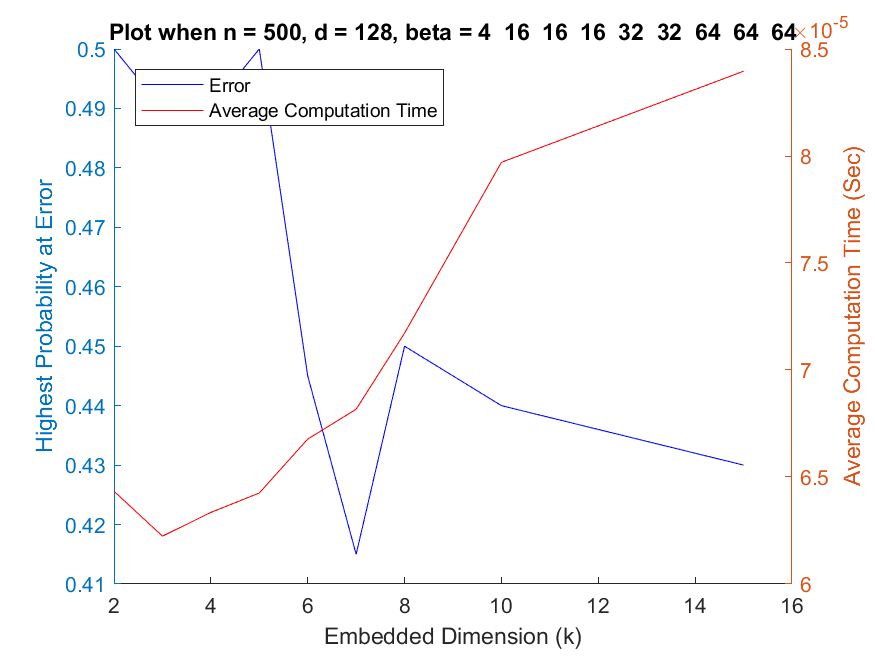 Plot when n = 500, d = 128, beta = 4 16 16 16 32 32 64 64 64
×10-5
Error
Average Computation Time
0.5
0.49
0.48
0.47
0.46
0.45
0.44
0.43
0.42
0.41
Highest Probability at Error
8.5
8
7.5
7
6.5
6
Average Computation Time (Sec)
2 4 6 8 10 12 14 16
Embedded Dimension (k)